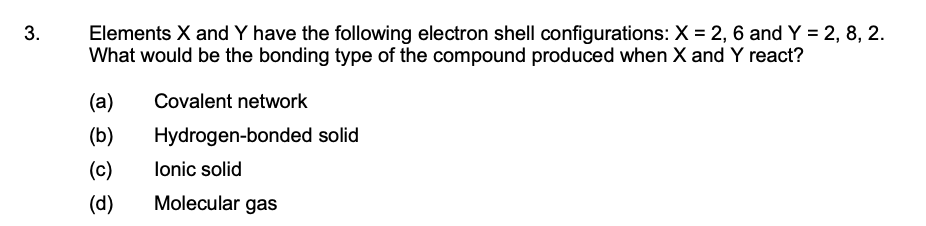 3. Elements X and Y have the following electron shell configurations: X = 2, 6 and Y = 2, 8, 2.
What would be the bonding type of the compound produced when X and Y react?
(a) Covalent network
(b) Hydrogen-bonded solid
(c) Ionic solid
(d) Molecular gas